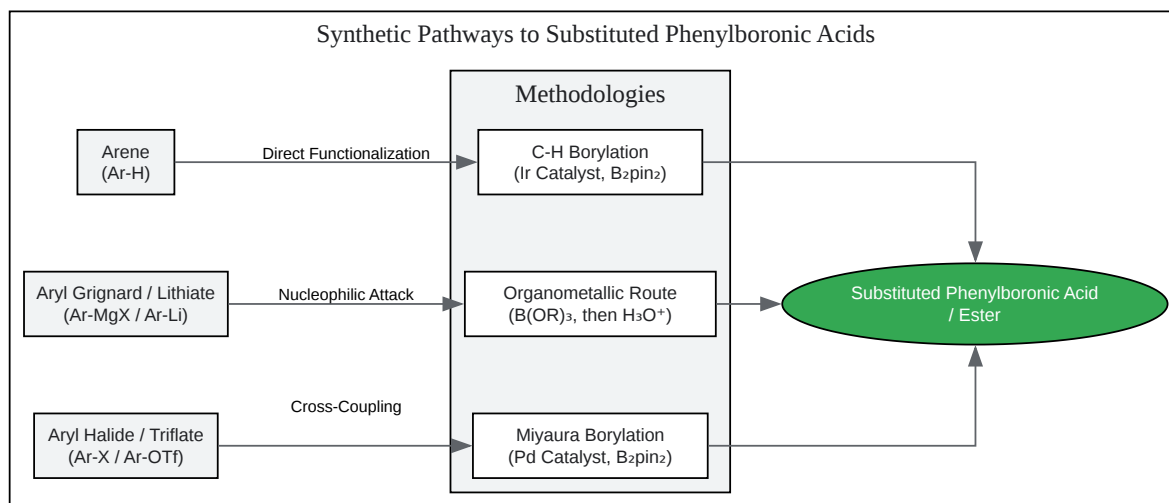 Synthetic Pathways to Substituted Phenylboronic Acids
Methodologies
Arene
(Ar-H)
Direct Functionalization
C-H Borylation
(Ir Catalyst, B₂pin₂)
Aryl Grignard / Lithiate
(Ar-MgX / Ar-Li)
Nucleophilic Attack
Organometallic Route
(B(OR)₃, then H₃O⁺)
Substituted Phenylboronic Acid
/ Ester
Aryl Halide / Triflate
(Ar-X / Ar-OTf)
Cross-Coupling
Miyaura Borylation
(Pd Catalyst, B₂pin₂)